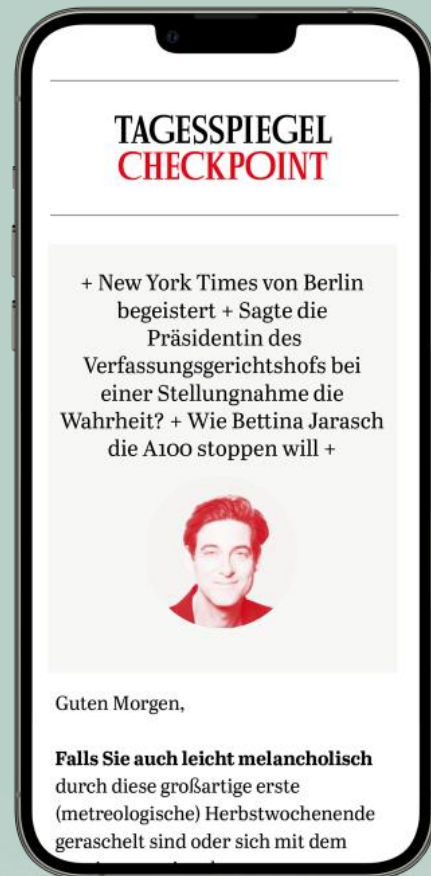 TAGESSPIEGEL
CHECKPOINT
+ New York Times von Berlin
begeistert + Sagte die
Präsidentin des
Verfassungsgerichtshofs bei
einer Stellungnahme die
Wahrheit? + Wie Bettina Jarasch
die A100 stoppen will +
Guten Morgen,
Falls Sie auch leicht melancholisch
durch diese großartige erste
(metreologische) Herbstwochenende
geraschelt sind oder sich mit dem